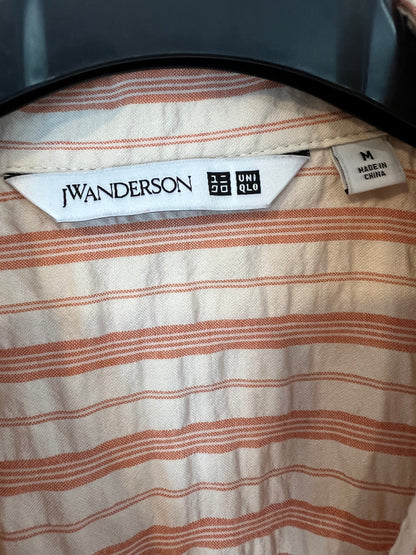 JWANDERSON
ユニ
クロ
UNI
QLO
M
MADE IN
CHINA